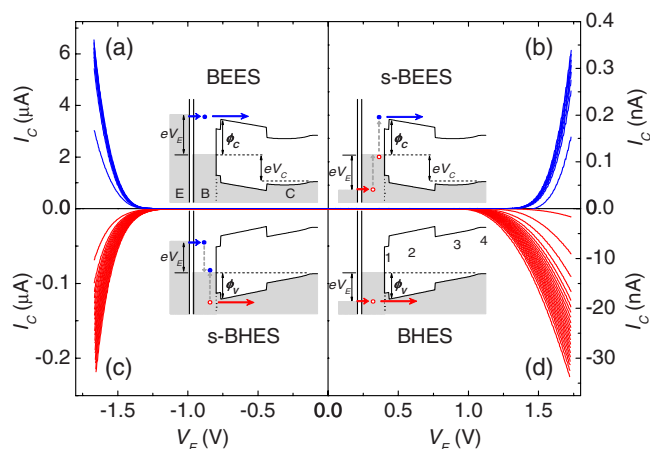 (a)
BEES
6
4
2
0.0
I_C (μA)
eV_E
ϕ_c
eV_C
E
B
C
(b)
s-BEES
0.4
0.3
0.2
0.1
0
I_C (nA)
eV_E
ϕ_c
eV_C
(c)
s-BHES
-0.1
-0.2
I_C (μA)
eV_E
ϕ_v
-1.5
-1.0
-0.5
0.0
V_E (V)
(d)
BHES
1
2
3
4
-10
-20
-30
I_C (nA)
eV_E
ϕ_v
0.0
0.5
1.0
1.5
V_E (V)